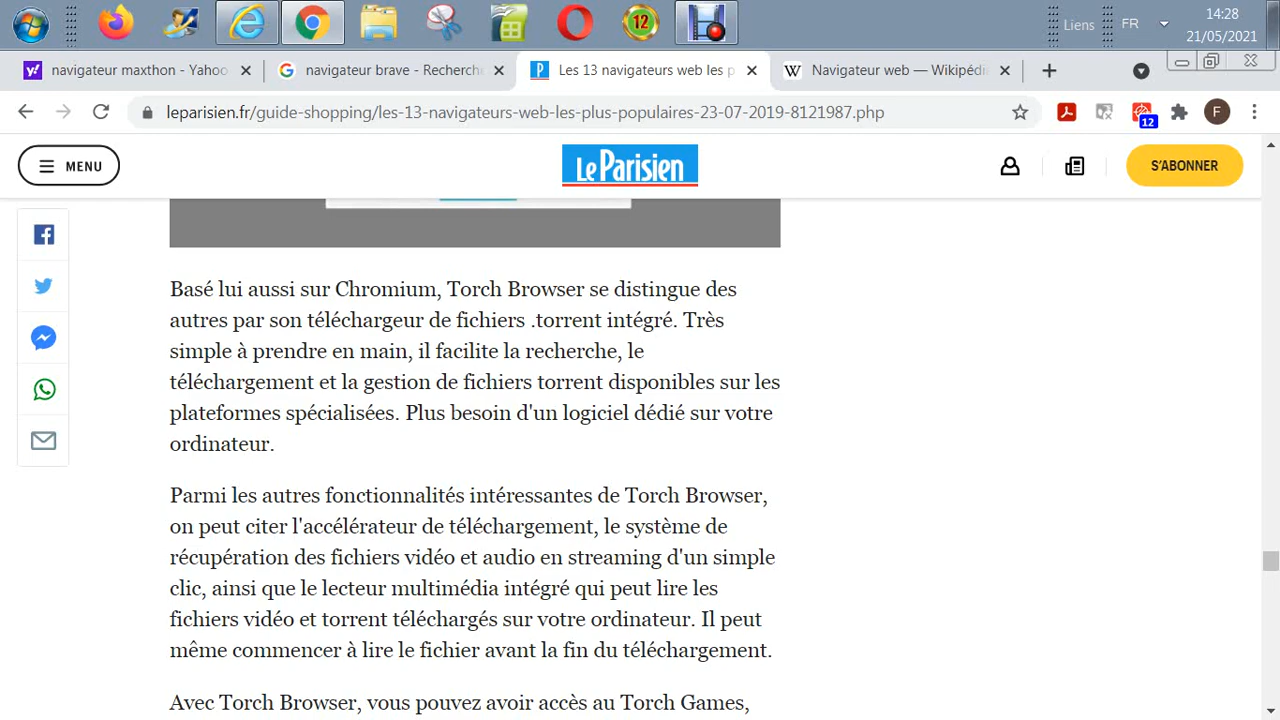 Liens
FR
14:28
21/05/2021
12
navigateur maxthon - Yahoo
navigateur brave - Recherch
Les 13 navigateurs web les p
Navigateur web — Wikipédi
leparisien.fr/guide-shopping/les-13-navigateurs-web-les-plus-populaires-23-07-2019-8121987.php
12
F
MENU
Le Parisien
S'ABONNER
Basé lui aussi sur Chromium, Torch Browser se distingue des
autres par son téléchargeur de fichiers .torrent intégré. Très
simple à prendre en main, il facilite la recherche, le
téléchargement et la gestion de fichiers torrent disponibles sur les
plateformes spécialisées. Plus besoin d'un logiciel dédié sur votre
ordinateur.
Parmi les autres fonctionnalités intéressantes de Torch Browser,
on peut citer l'accélérateur de téléchargement, le système de
récupération des fichiers vidéo et audio en streaming d'un simple
clic, ainsi que le lecteur multimédia intégré qui peut lire les
fichiers vidéo et torrent téléchargés sur votre ordinateur. Il peut
même commencer à lire le fichier avant la fin du téléchargement.
Avec Torch Browser, vous pouvez avoir accès au Torch Games,